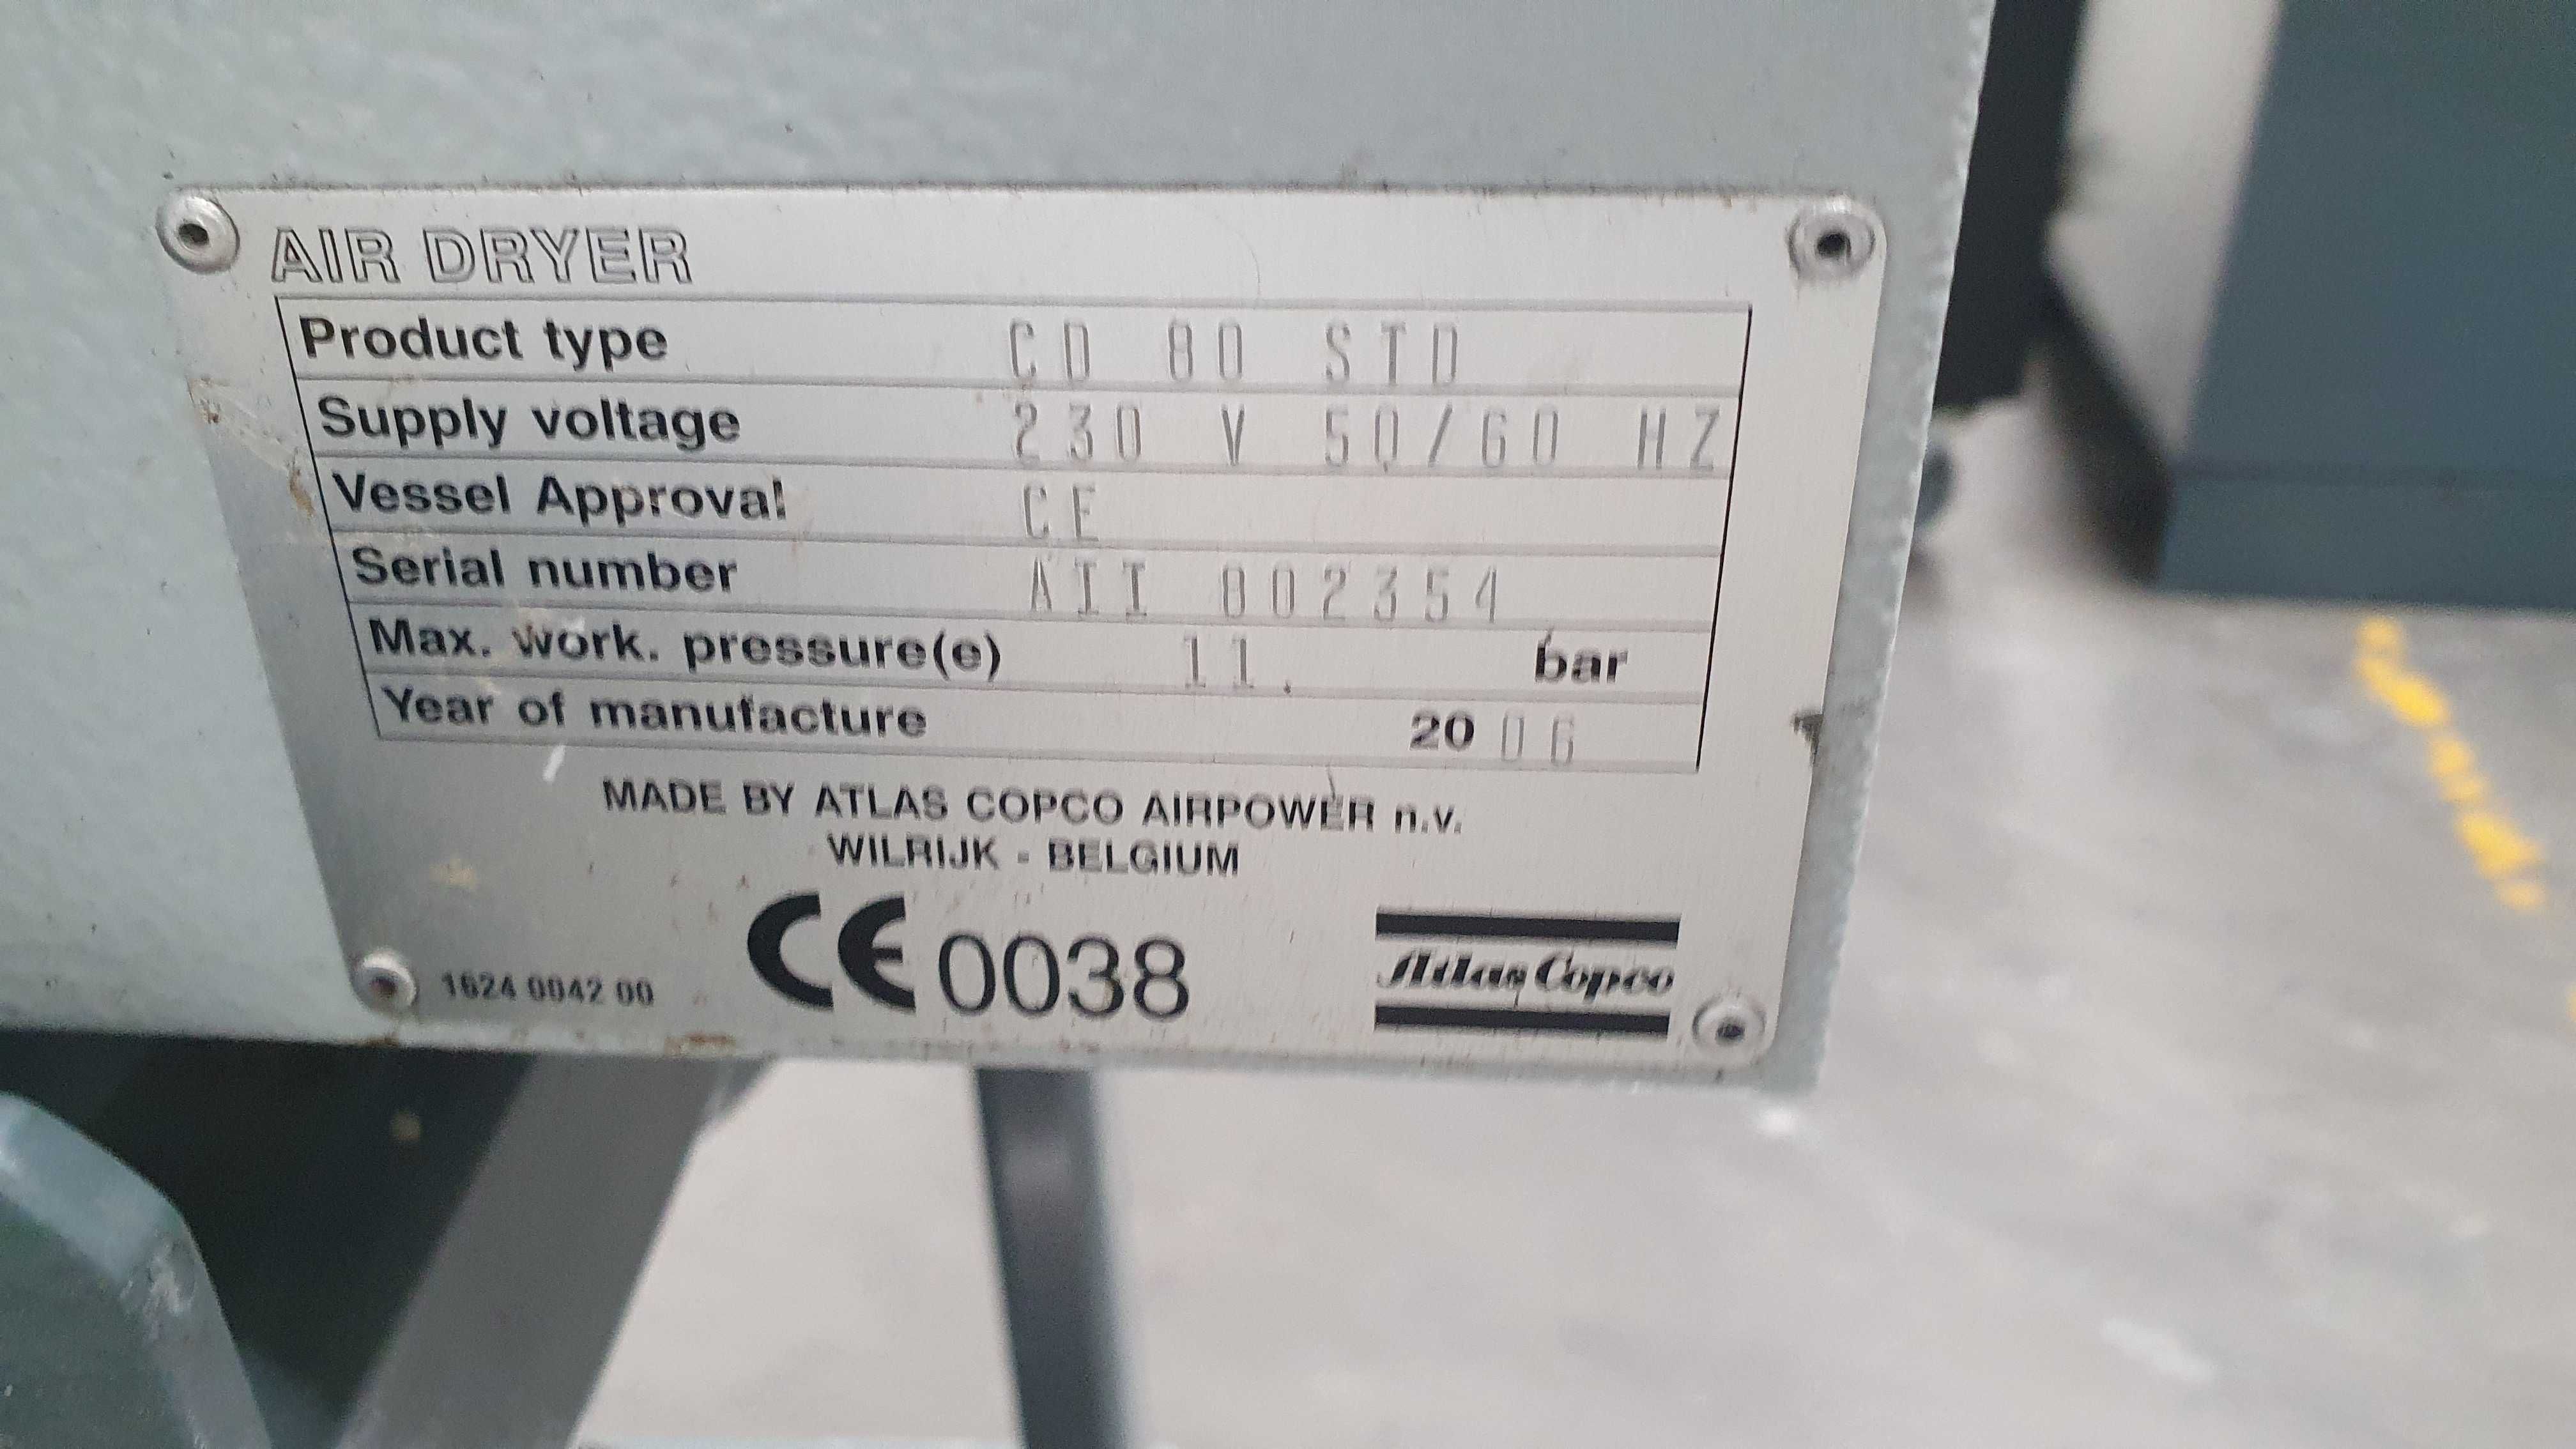 AIR DRYER
Product type CD 80 STD
Supply voltage 230 V 50/60 HZ
Vessel Approval CE
Serial number AII 802354
Max. work. pressure(e) 11. bar
Year of manufacture 20 06
MADE BY ATLAS COPCO AIRPOWER n.v.
WILRIJK - BELGIUM
1624 0042 00 CE 0038 Atlas Copco